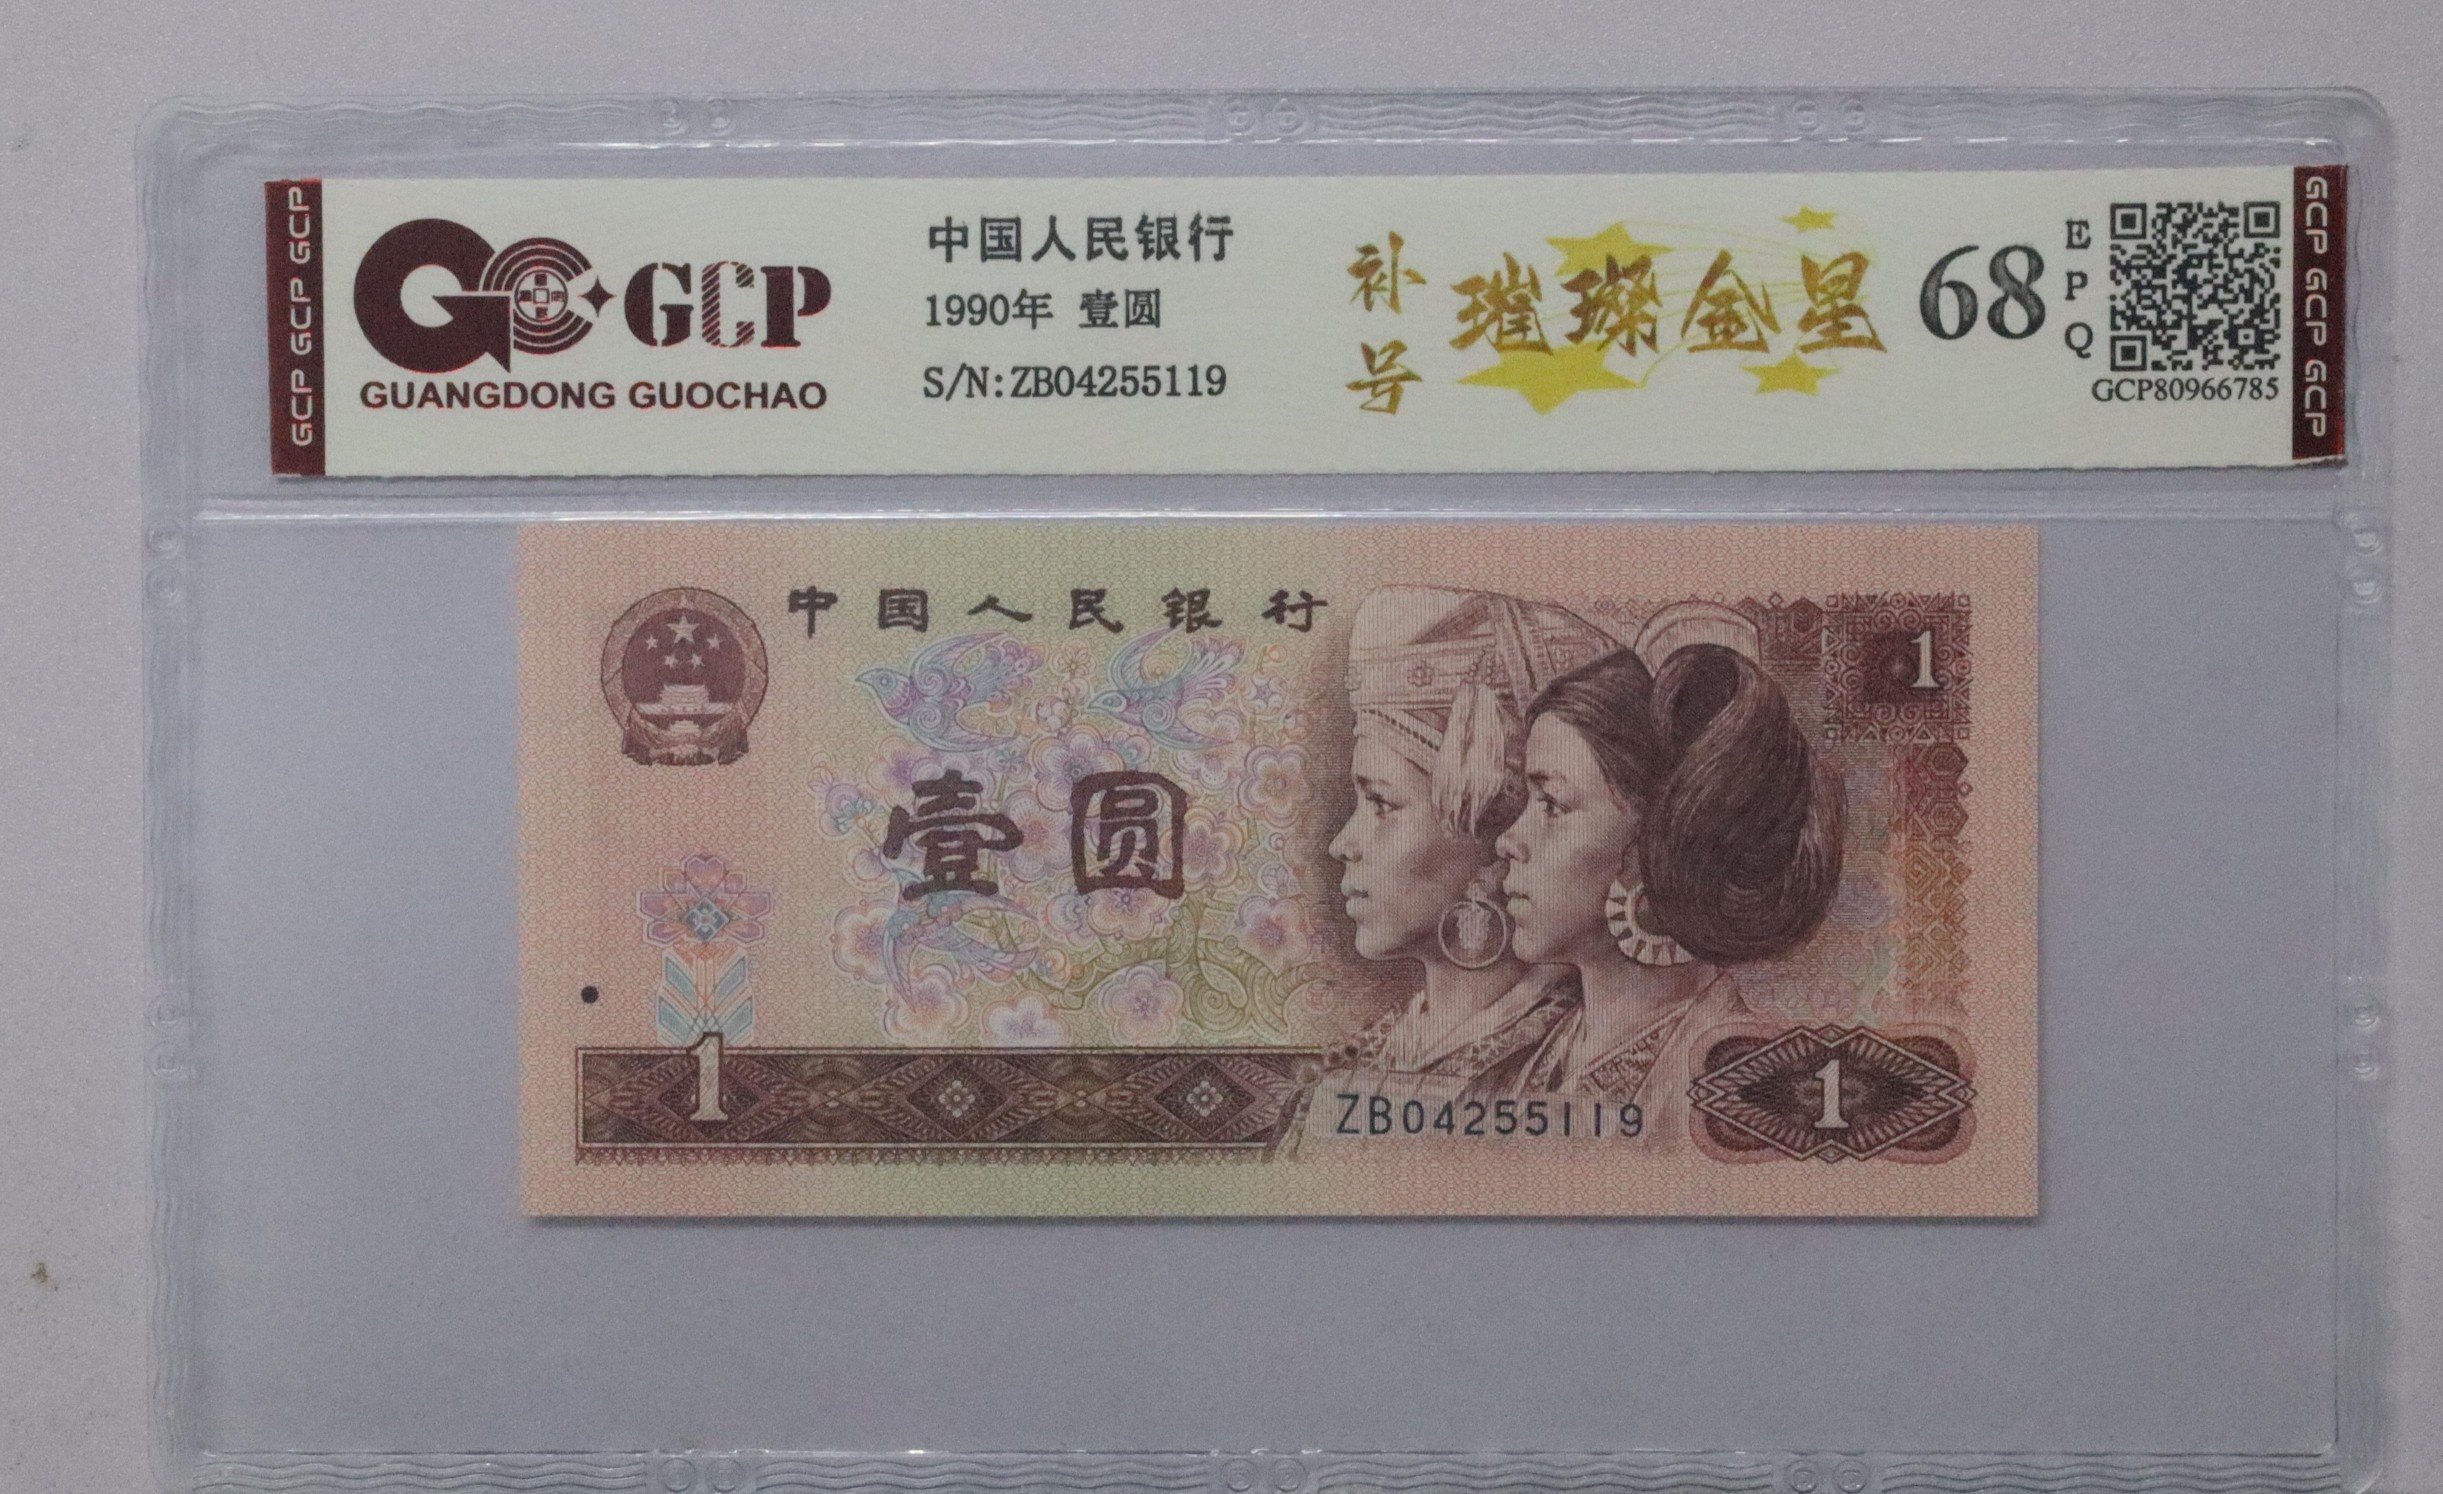 GCP GCP GCP
GCP
GUANGDONG GUOCHAO
中国人民银行
1990年 壹圆
S/N:ZB04255119
补号
璀璨金星
68
EPQ
GCP80966785
GCP GCP GCP
中国人民银行
1
壹圆
1
ZB04255119
1